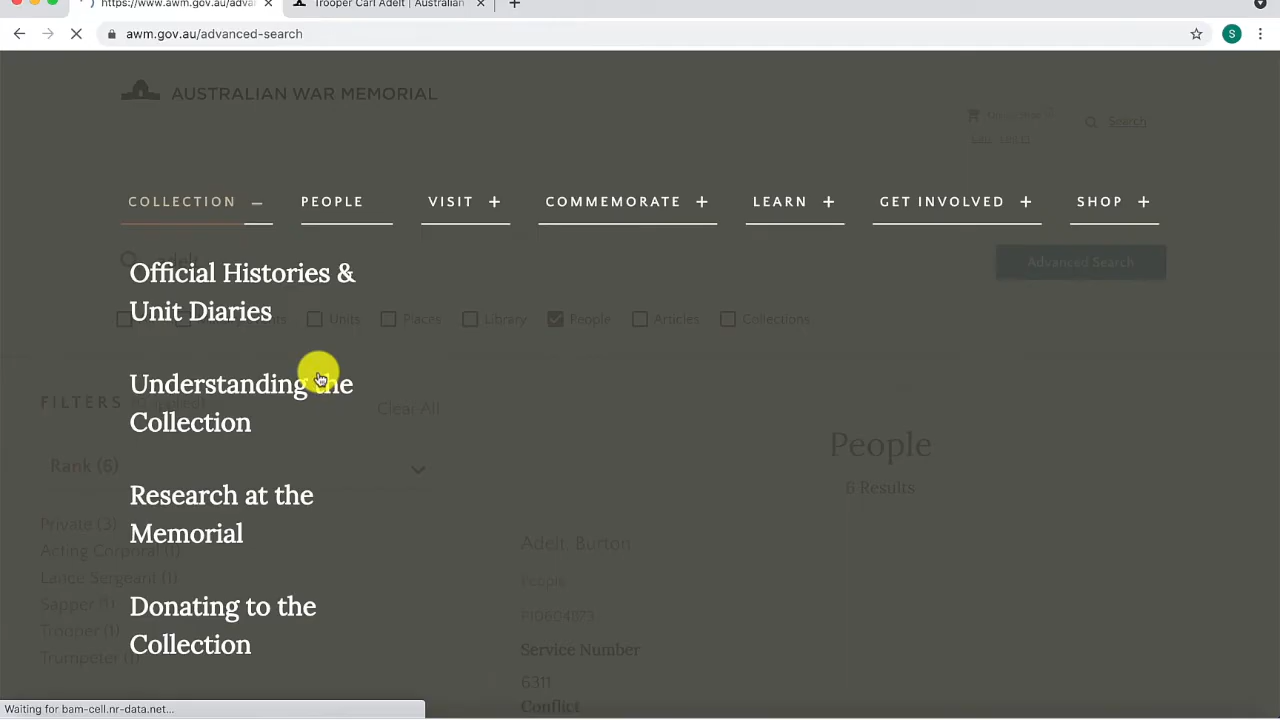 https://www.awm.gov.au/adva
Trooper Carl Adelt | Australian
awm.gov.au/advanced-search
S
AUSTRALIAN WAR MEMORIAL
Search
COLLECTION
PEOPLE
VISIT
COMMEMORATE
LEARN
GET INVOLVED
SHOP
adelt
Advanced Search
Official Histories &
Unit Diaries
Units
Places
Library
People
Articles
Collections
Understanding the
Collection
FILTERS
Clear All
People
6 Results
Rank (6)
Research at the
Memorial
Private (3)
Acting Corporal (1)
Lance Sergeant (1)
Sapper (1)
Trooper (1)
Trumpeter (1)
Donating to the
Collection
Adelt, Burton
People
P10604873
Service Number
6311
Conflict
Waiting for bam-cell.nr-data.net...